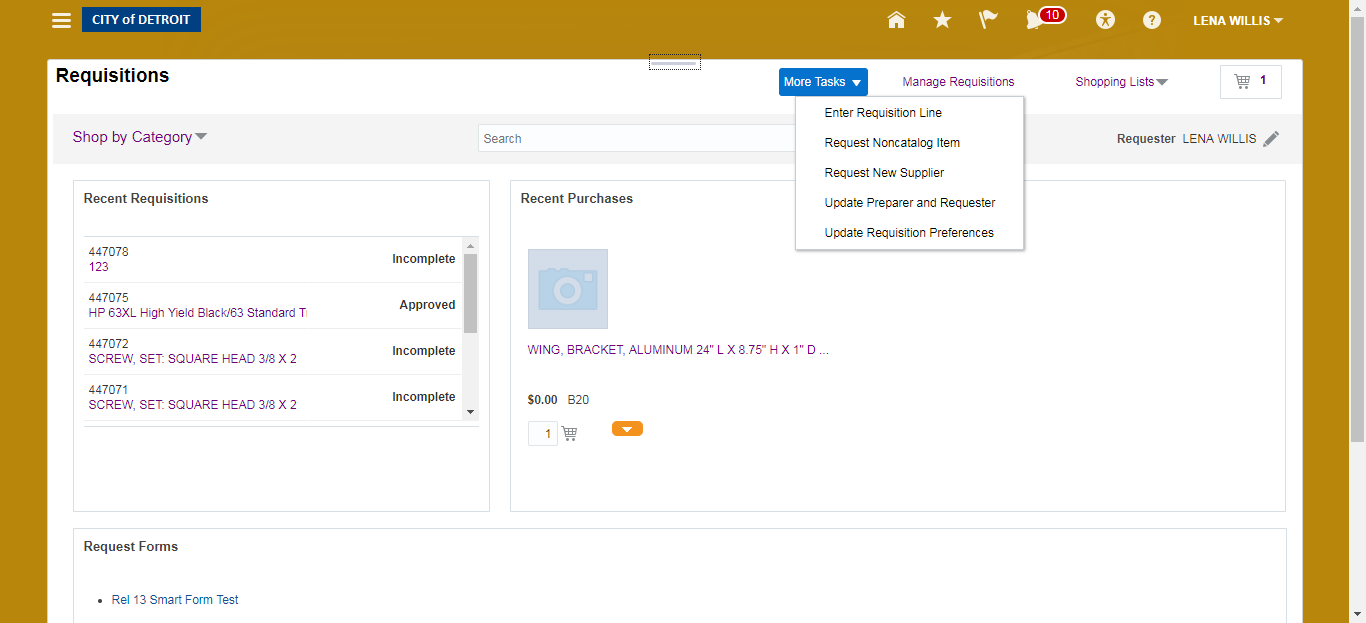 CITY of DETROIT
10
?
LENA WILLIS
Requisitions
More Tasks
Manage Requisitions
Shopping Lists
1
Enter Requisition Line
Request Noncatalog Item
Request New Supplier
Update Preparer and Requester
Update Requisition Preferences
Shop by Category
Search
Requester LENA WILLIS
Recent Requisitions
447078
123
Incomplete
447075
HP 63XL High Yield Black/63 Standard Tr
Approved
447072
SCREW, SET: SQUARE HEAD 3/8 X 2
Incomplete
447071
SCREW, SET: SQUARE HEAD 3/8 X 2
Incomplete
Recent Purchases
WING, BRACKET, ALUMINUM 24" L X 8.75" H X 1" D ...
$0.00 B20
1
Request Forms
Rel 13 Smart Form Test